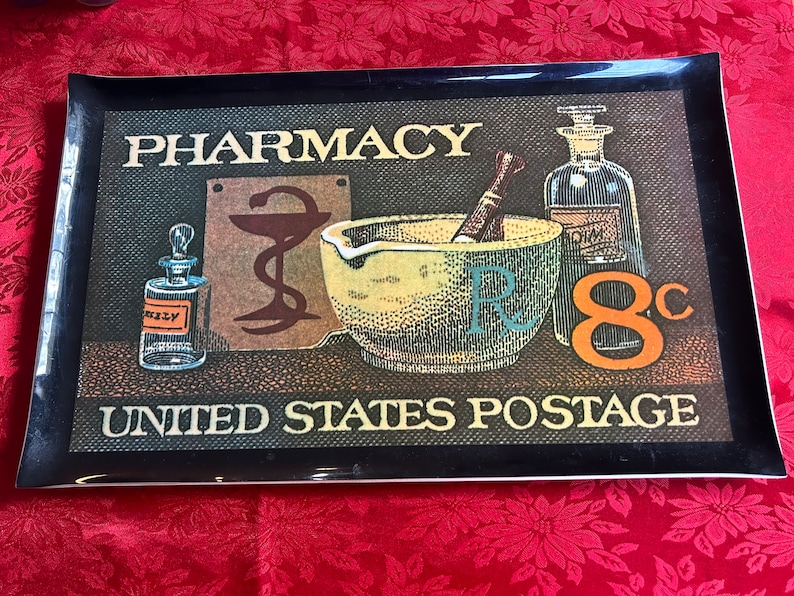 PHARMACY
℞
8c
UNITED STATES POSTAGE